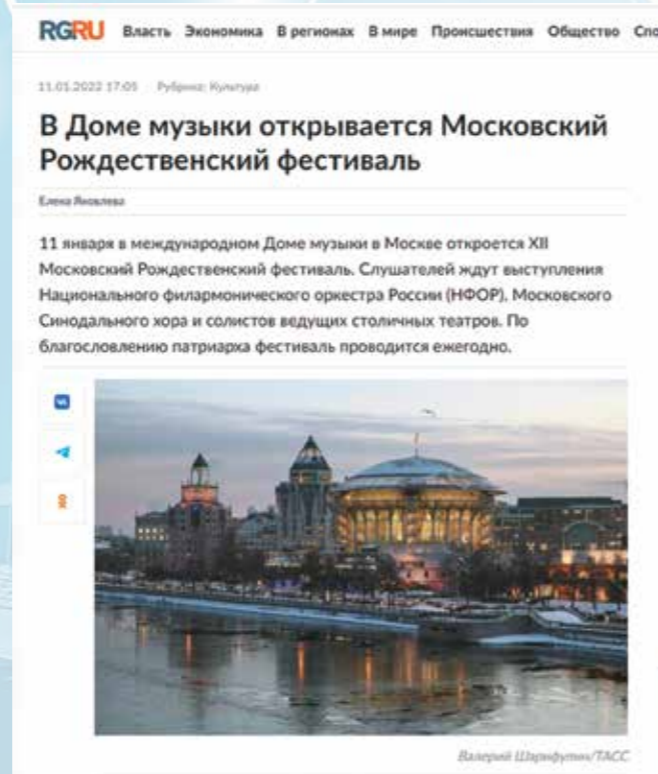 RGRU Власть Экономика В регионах В мире Происшествия Общество Спо
11.01.2022 17:05 Рубрика: Культура
В Доме музыки открывается Московский
Рождественский фестиваль
Елена Яковлева
11 января в международном Доме музыки в Москве откроется XII
Московский Рождественский фестиваль. Слушателей ждут выступления
Национального филармонического оркестра России (НФОР), Московского
Синодального хора и солистов ведущих столичных театров. По
благословлению патриарха фестиваль проводится ежегодно.
Валерий Шарифулин/ТАСС